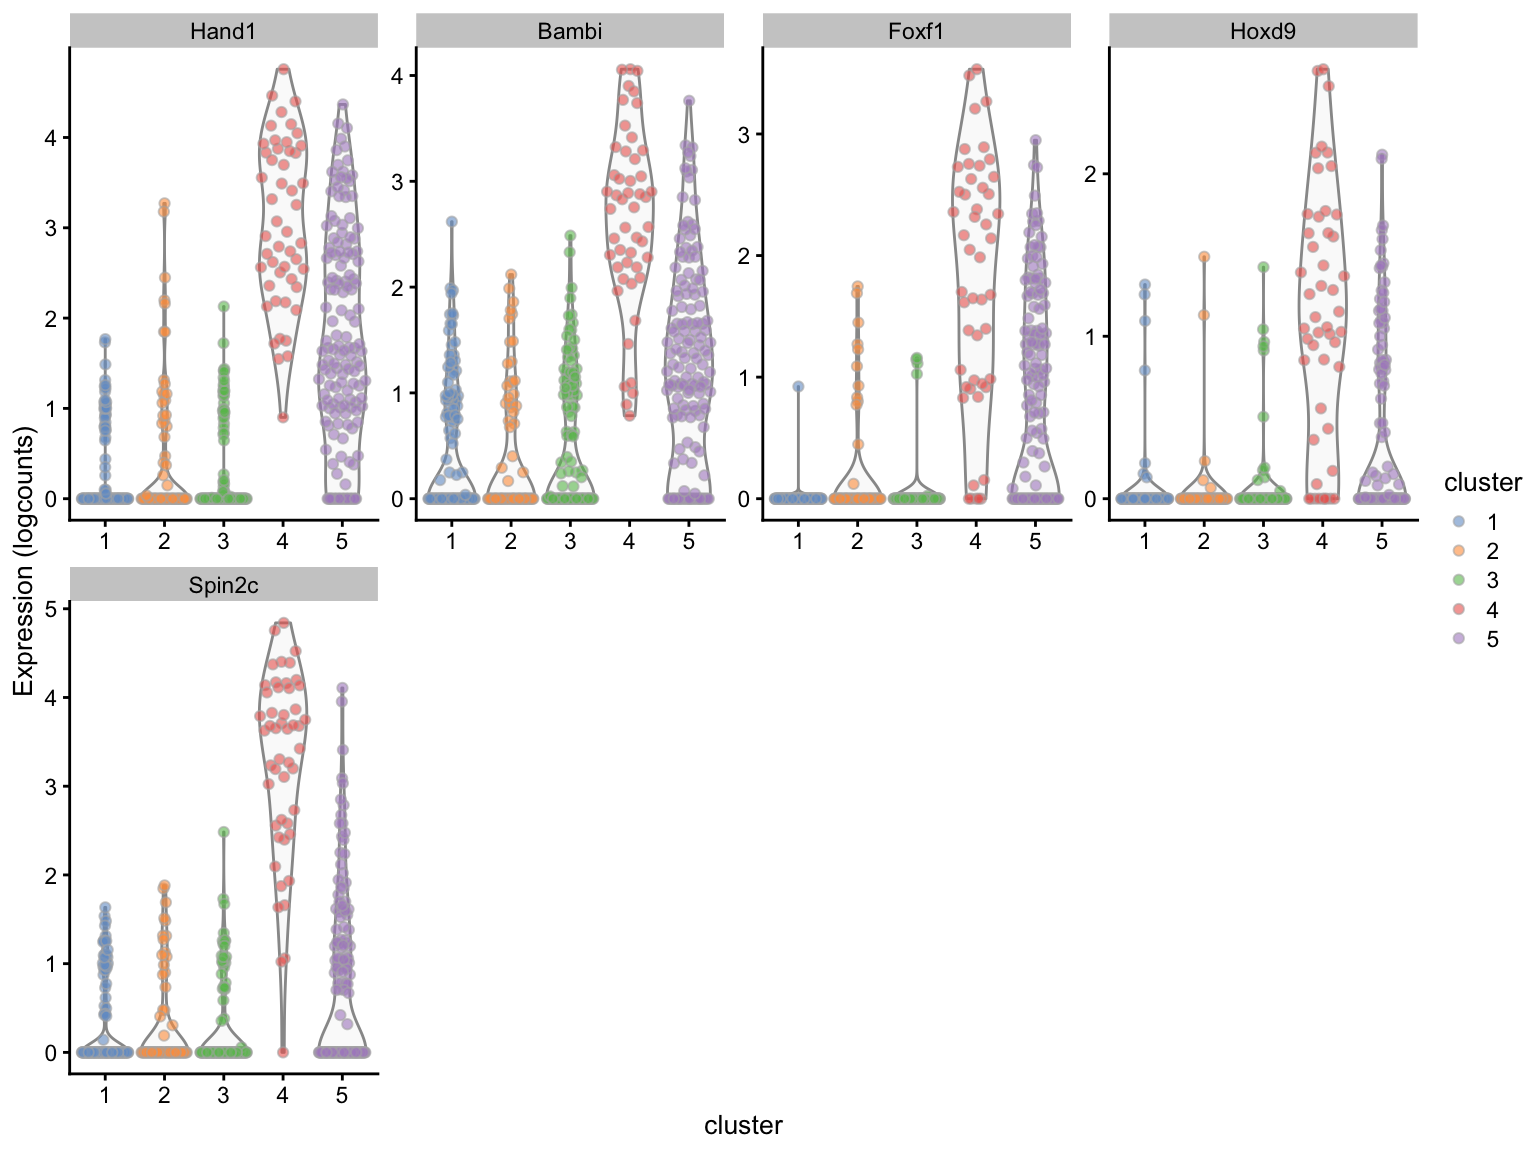 Hand1 Bambi Foxf1 Hoxd9
4 3 2 1 0
4 3 2 1 0
3 2 1 0
2 1 0
1 2 3 4 5 1 2 3 4 5 1 2 3 4 5 1 2 3 4 5
Expression (logcounts)
Spin2c
5 4 3 2 1 0
1 2 3 4 5
cluster
cluster
1
2
3
4
5